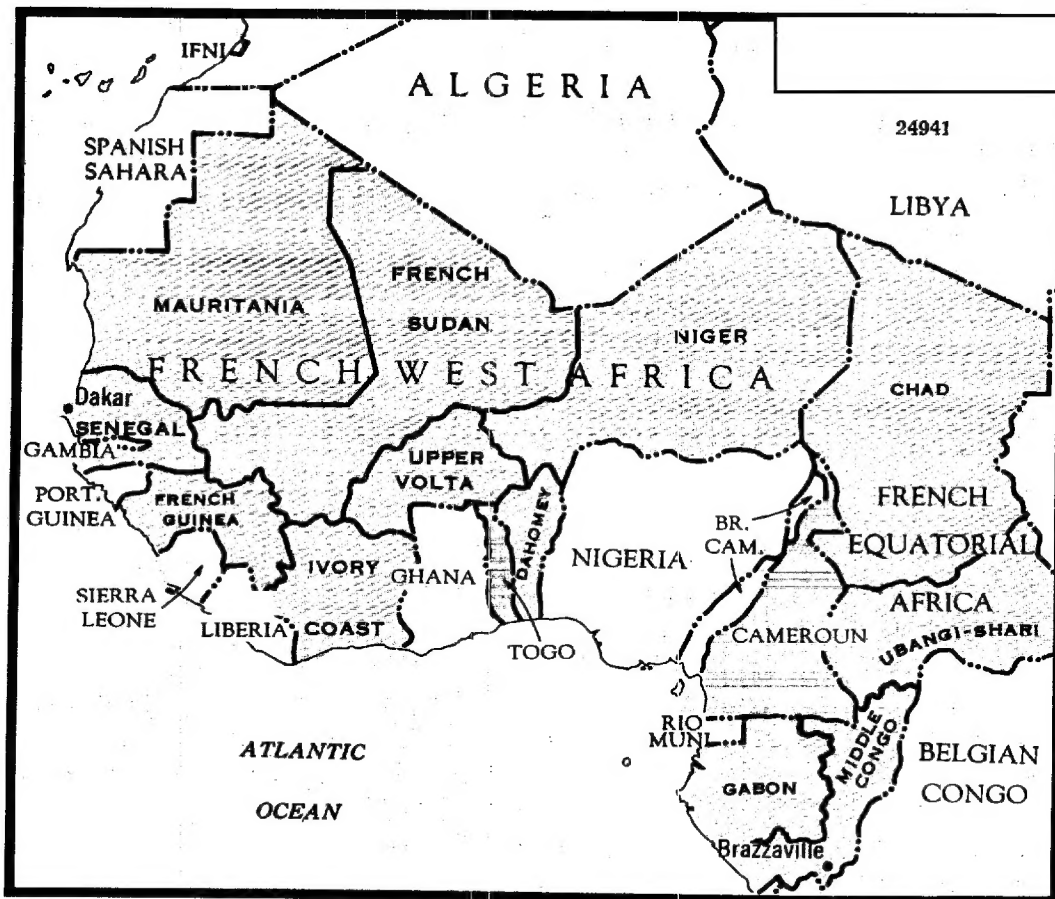 IFNI
ALGERIA
24941
SPANISH
SAHARA
LIBYA
FRENCH
SUDAN
MAURITANIA
NIGER
FRENCH WEST AFRICA
CHAD
Dakar
SENEGAL
GAMBIA
UPPER
VOLTA
PORT.
GUINEA
FRENCH
GUINEA
DAHOMEY
BR.
CAM.
FRENCH
EQUATORIAL
AFRICA
NIGERIA
IVORY
COAST
GHANA
SIERRA
LEONE
LIBERIA
TOGO
CAMEROUN
UBANGI-SHARI
RIO
MUNI
MIDDLE
CONGO
BELGIAN
CONGO
GABON
Brazzaville
ATLANTIC
OCEAN